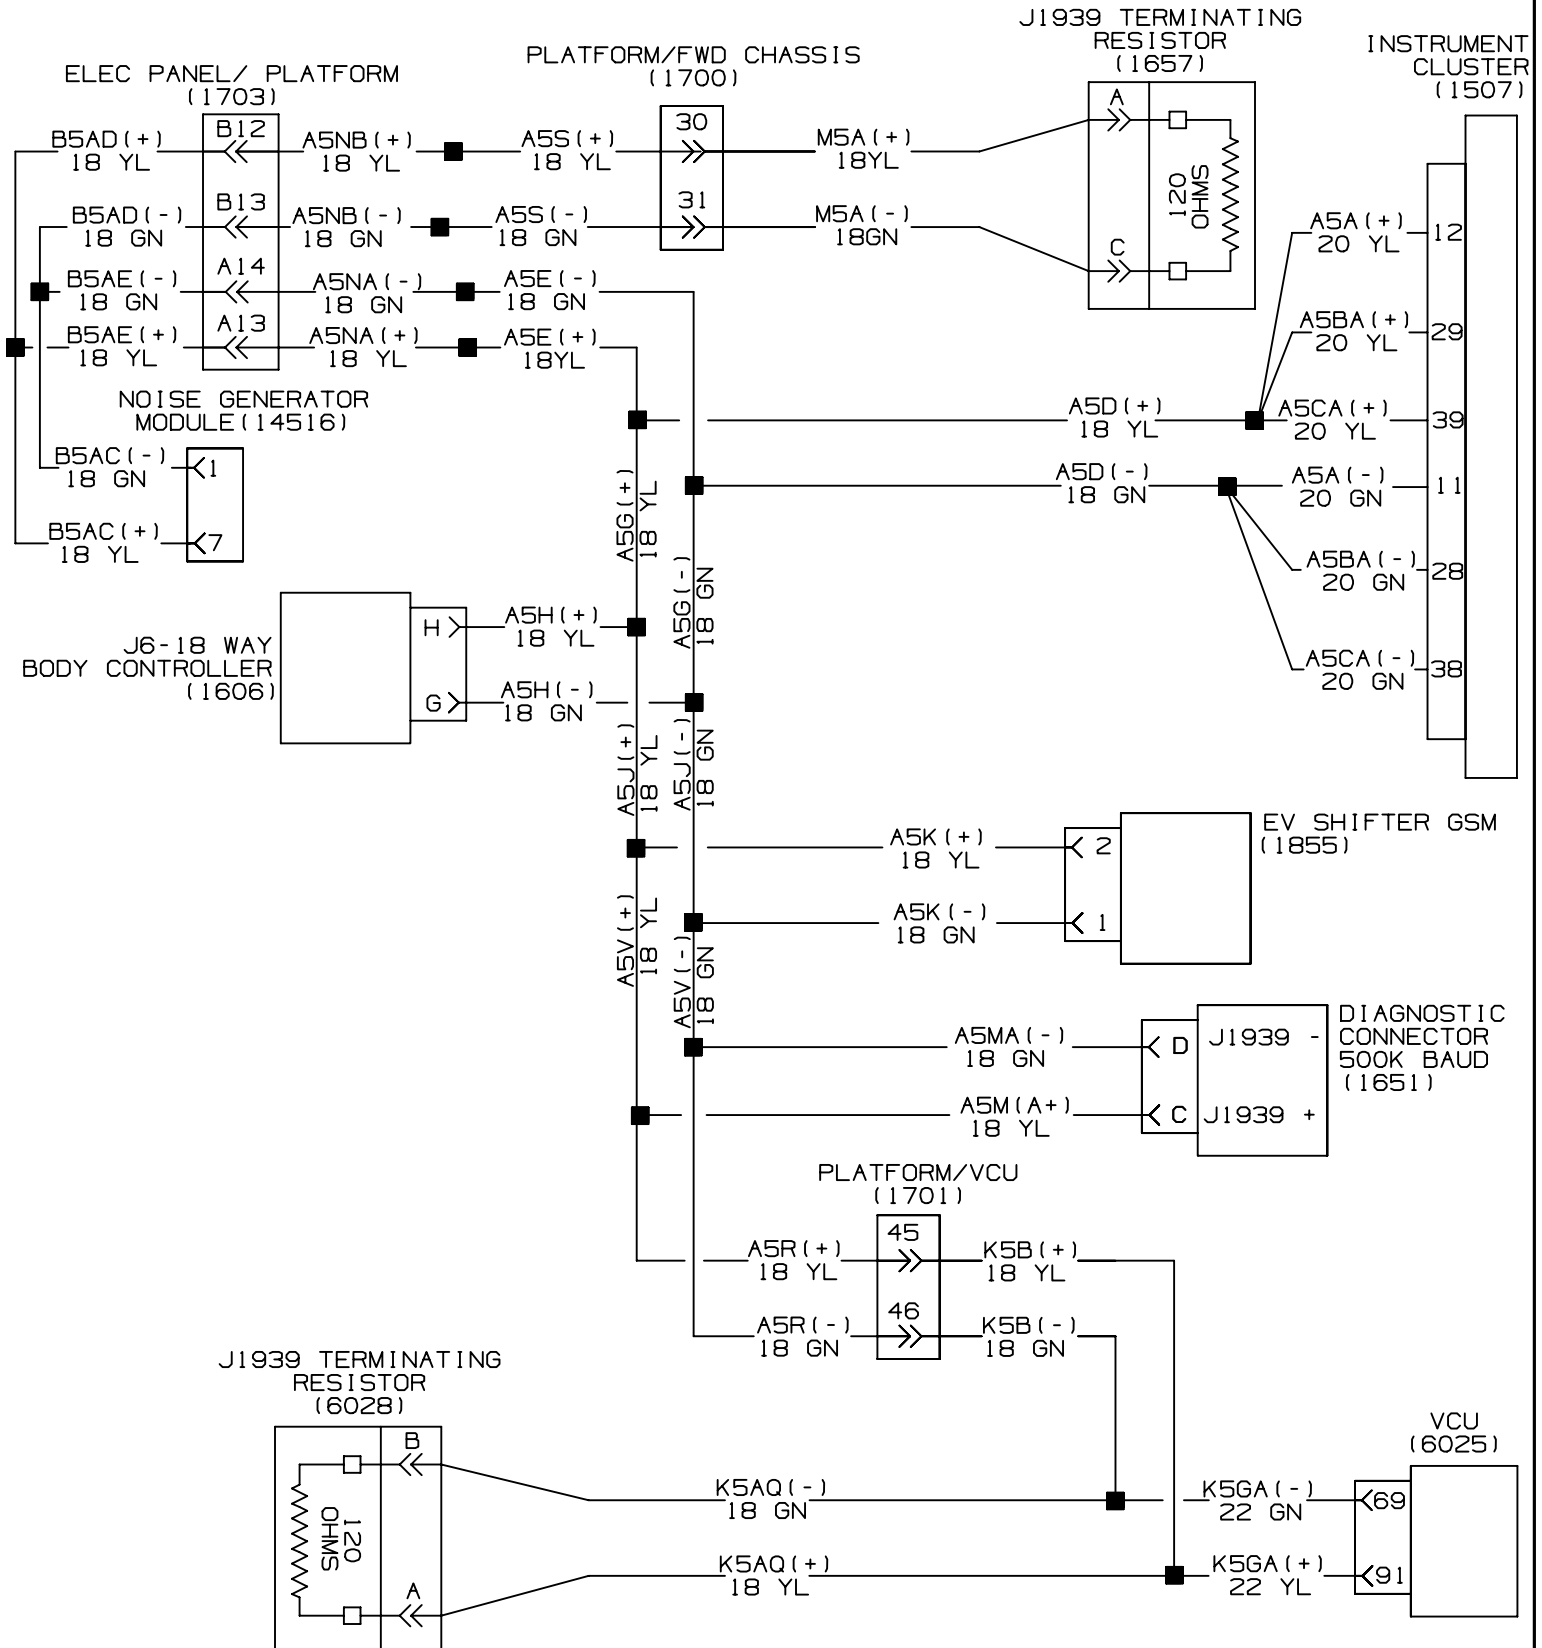 J1939 TERMINATING
RESISTOR
(1657)
INSTRUMENT
CLUSTER
(1507)
PLATFORM/FWD CHASSIS
(1700)
ELEC PANEL/ PLATFORM
(1703)
B5AD(+)
18 YL
B12
A5NB(+)
18 YL
A5S(+)
18 YL
30
M5A(+)
18YL
A
120
OHMS
B5AD(-)
18 GN
B13
A5NB(-)
18 GN
A5S(-)
18 GN
31
M5A(-)
18GN
C
A5A(+)
20 YL
12
B5AE(-)
18 GN
A14
A5NA(-)
18 GN
A5E(-)
18 GN
B5AE(+)
18 YL
A13
A5NA(+)
18 YL
A5E(+)
18YL
A5BA(+)
20 YL
29
NOISE GENERATOR
MODULE(14516)
A5D(+)
18 YL
A5CA(+)
20 YL
39
B5AC(-)
18 GN
1
A5D(-)
18 GN
A5A(-)
20 GN
11
B5AC(+)
18 YL
7
A5G(+)
18 YL
A5G(-)
18 GN
A5BA(-)
20 GN
28
J6-18 WAY
BODY CONTROLLER
(1606)
H
A5H(+)
18 YL
G
A5H(-)
18 GN
A5CA(-)
20 GN
38
A5J(+)
18 YL
A5J(-)
18 GN
A5K(+)
18 YL
2
EV SHIFTER GSM
(1855)
A5K(-)
18 GN
1
A5V(+)
18 YL
A5V(-)
18 GN
A5MA(-)
18 GN
D
J1939 -
DIAGNOSTIC
CONNECTOR
500K BAUD
(1651)
A5M(A+)
18 YL
C
J1939 +
PLATFORM/VCU
(1701)
A5R(+)
18 YL
45
K5B(+)
18 YL
A5R(-)
18 GN
46
K5B(-)
18 GN
J1939 TERMINATING
RESISTOR
(6028)
B
120
OHMS
A
K5AQ(-)
18 GN
K5AQ(+)
18 YL
VCU
(6025)
K5GA(-)
22 GN
69
K5GA(+)
22 YL
91